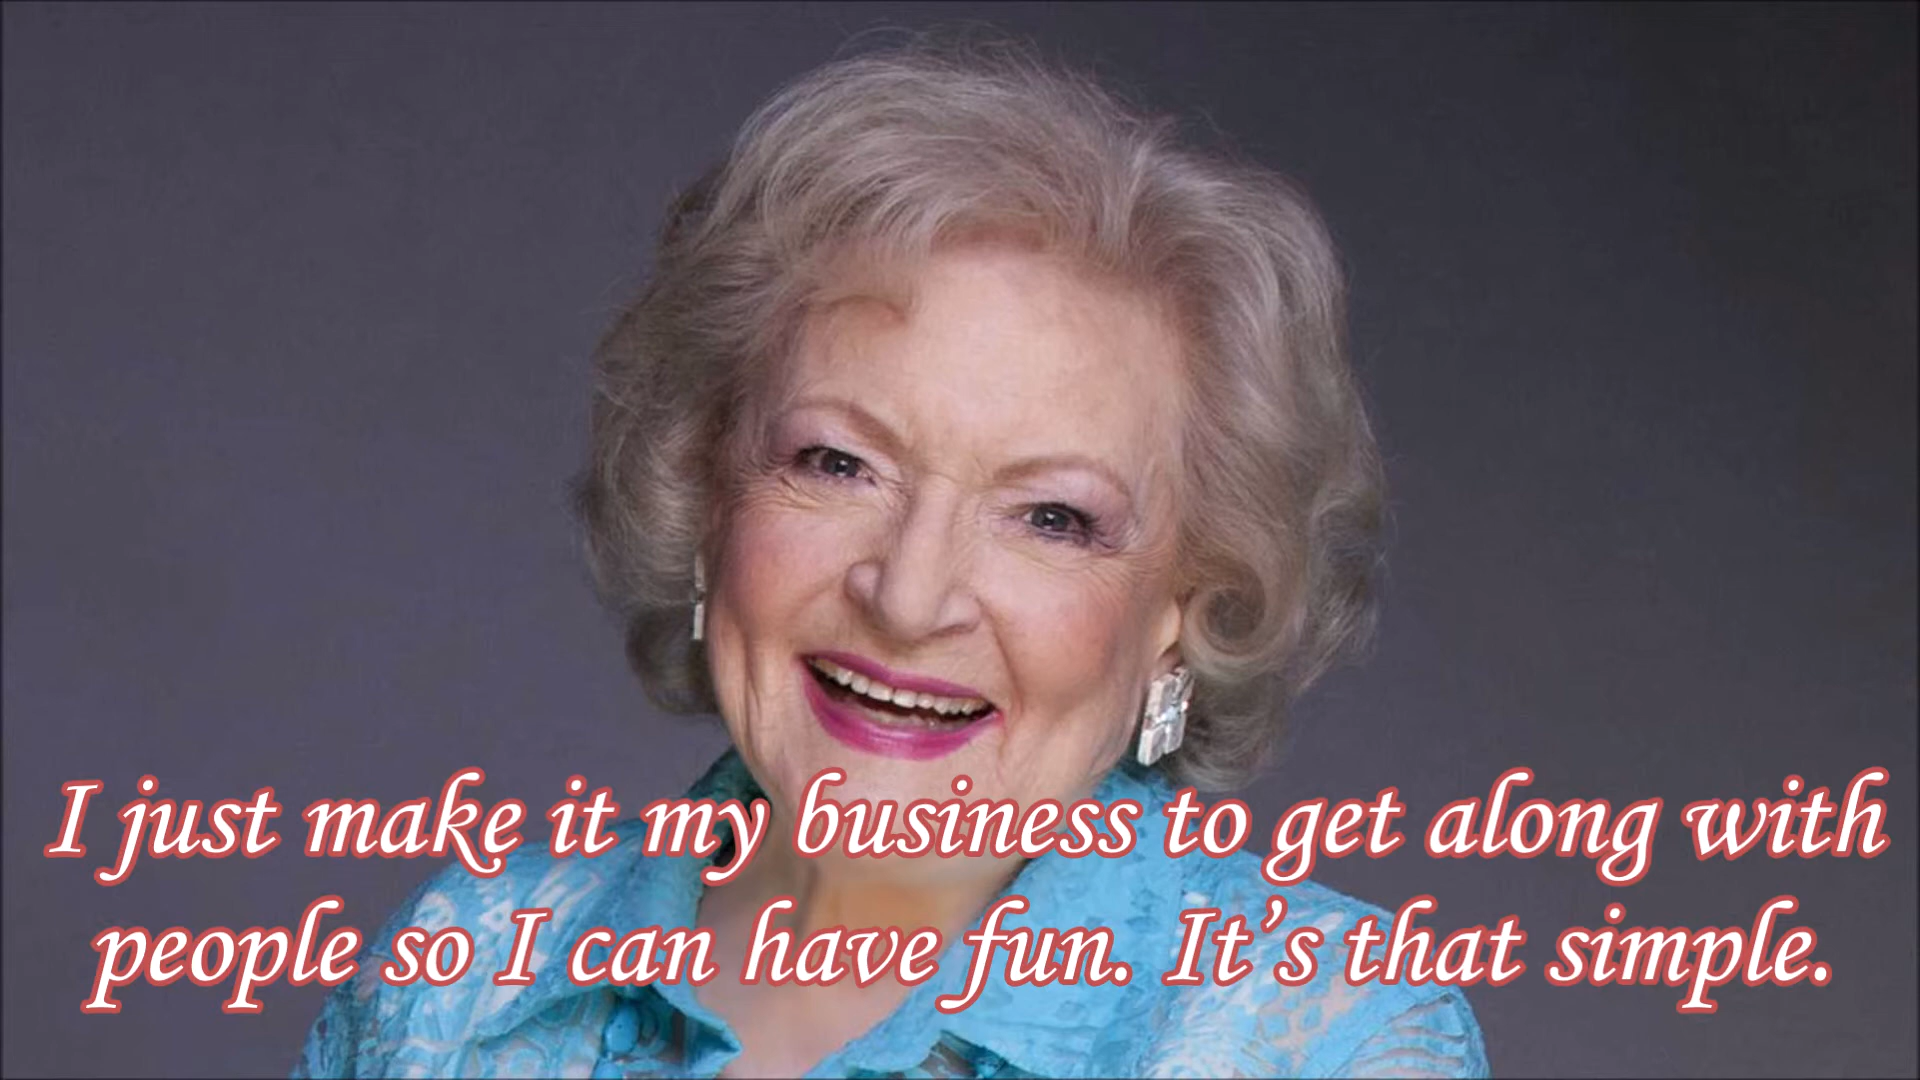 I just make it my business to get along with
people so I can have fun. It’s that simple.